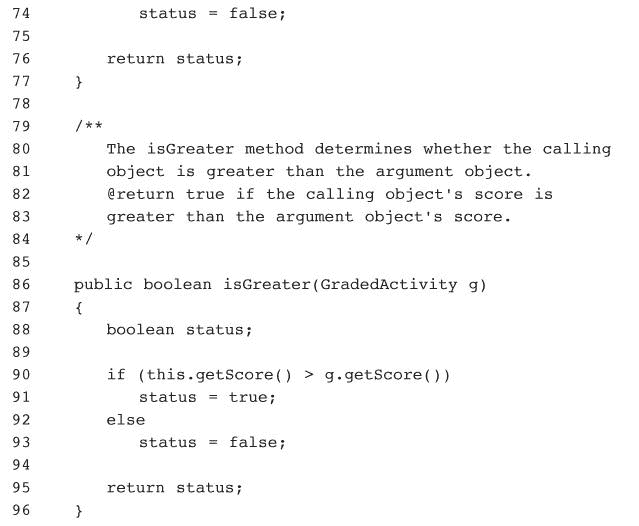 74            status = false;
75
76         return status;
77      }
78
79      /**
80         The isGreater method determines whether the calling
81         object is greater than the argument object.
82         @return true if the calling object's score is
83         greater than the argument object's score.
84      */
85
86      public boolean isGreater(GradedActivity g)
87      {
88         boolean status;
89
90         if (this.getScore() > g.getScore())
91            status = true;
92         else
93            status = false;
94
95         return status;
96      }